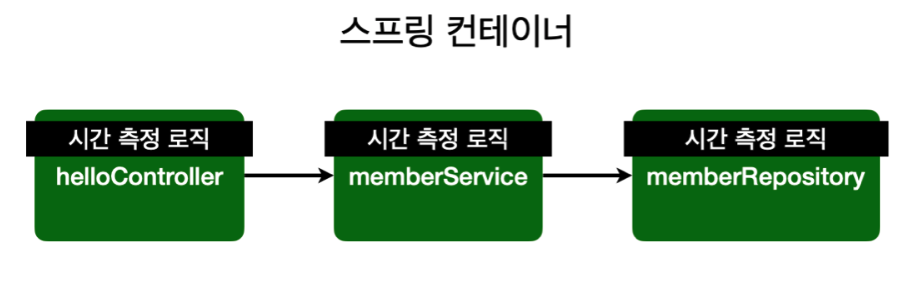 스프링 컨테이너
시간 측정 로직
helloController
시간 측정 로직
memberService
시간 측정 로직
memberRepository